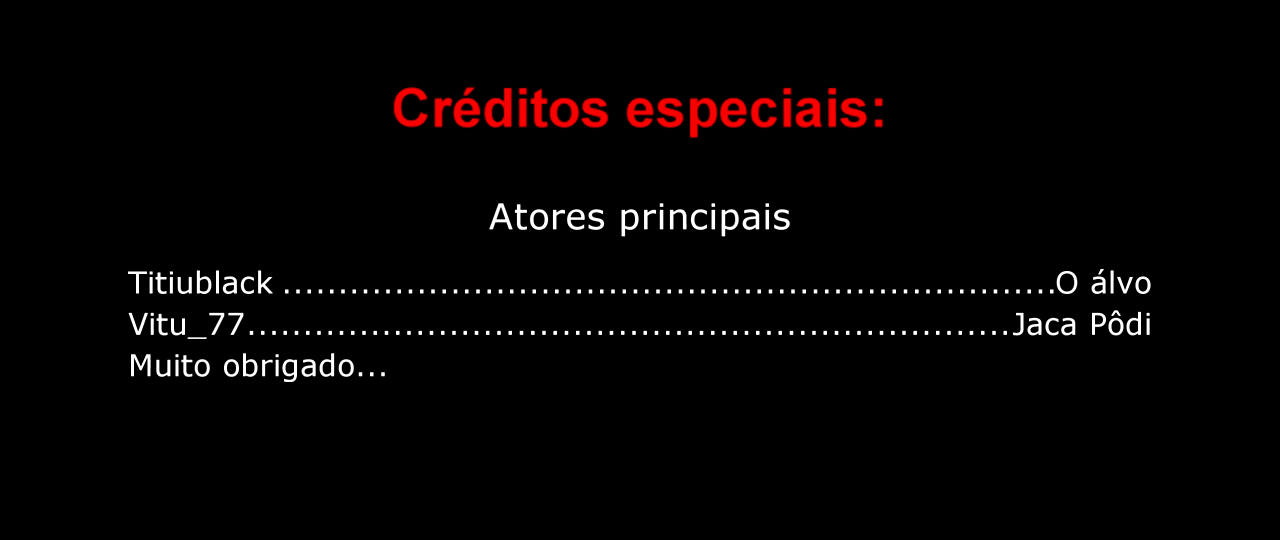 Créditos especiais:
Atores principais
Titiublack ....................................................................O álvo
Vitu_77...................................................................Jaca Pôdi
Muito obrigado...